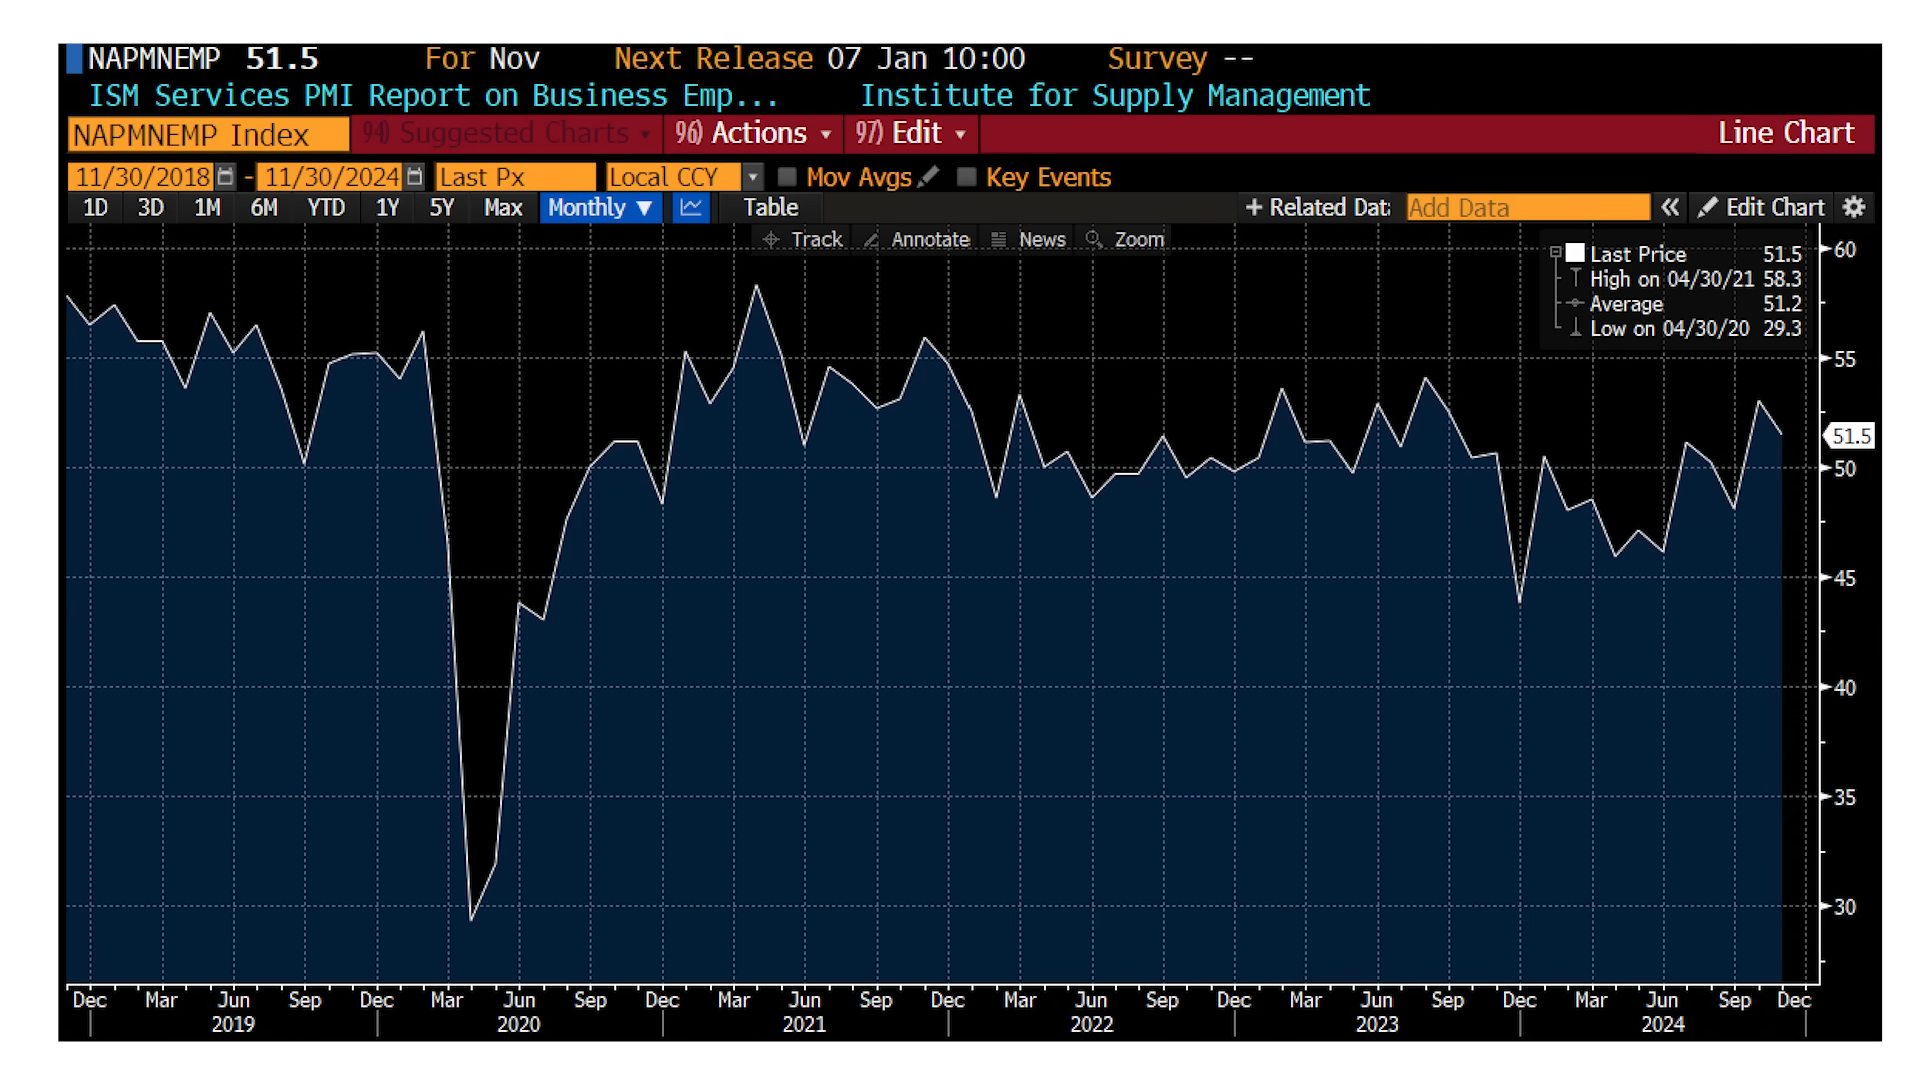 NAPMNEMP 51.5 For Nov Next Release 07 Jan 10:00 Survey --
ISM Services PMI Report on Business Emp... Institute for Supply Management
NAPMNEMP Index 94) Suggested Charts 96) Actions 97) Edit Line Chart
11/30/2018 - 11/30/2024 Last Px Local CCY Mov Avgs Key Events
1D 3D 1M 6M YTD 1Y 5Y Max Monthly ▼ Table + Related Dat Add Data « Edit Chart
Track Annotate News Zoom
Last Price 51.5
High on 04/30/21 58.3
Average 51.2
Low on 04/30/20 29.3
60
55
51.5
50
45
40
35
30
Dec Mar Jun Sep Dec Mar Jun Sep Dec Mar Jun Sep Dec Mar Jun Sep Dec Mar Jun Sep Dec Mar Jun Sep Dec
2019 2020 2021 2022 2023 2024